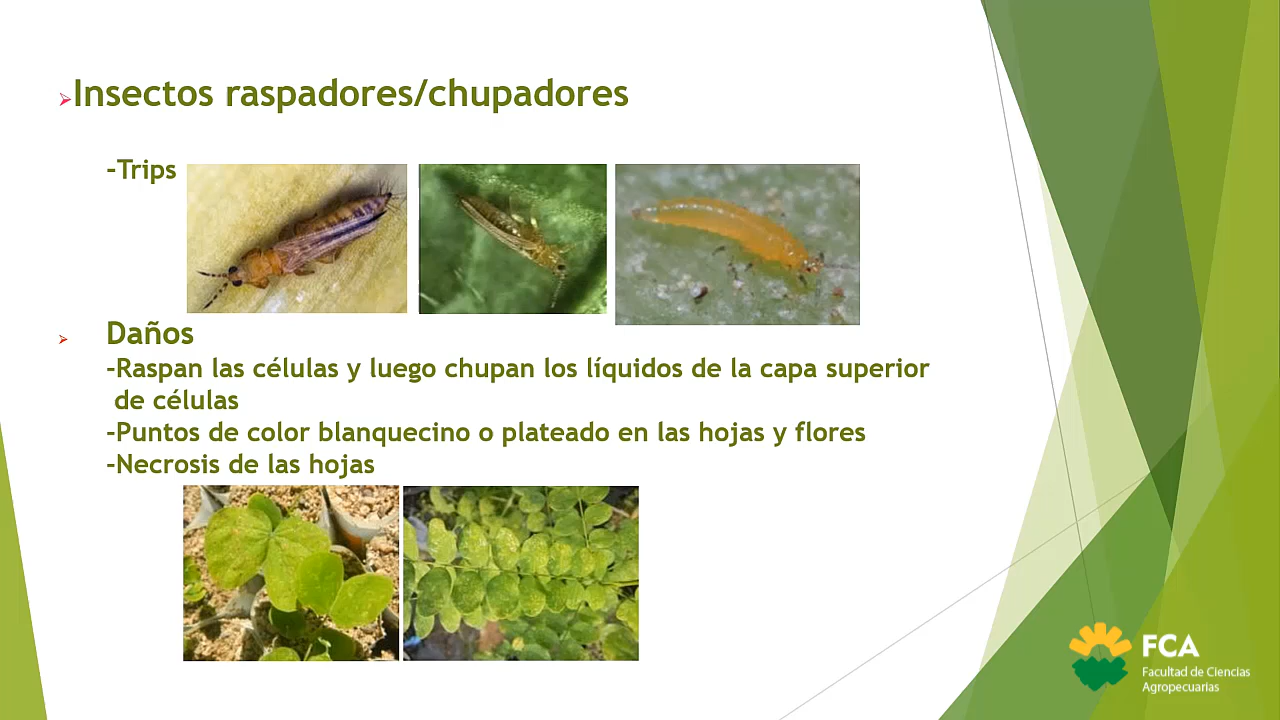 Insectos raspadores/chupadores
-Trips
Daños
-Raspan las células y luego chupan los líquidos de la capa superior
de células
-Puntos de color blanquecino o plateado en las hojas y flores
-Necrosis de las hojas
FCA
Facultad de Ciencias
Agropecuarias